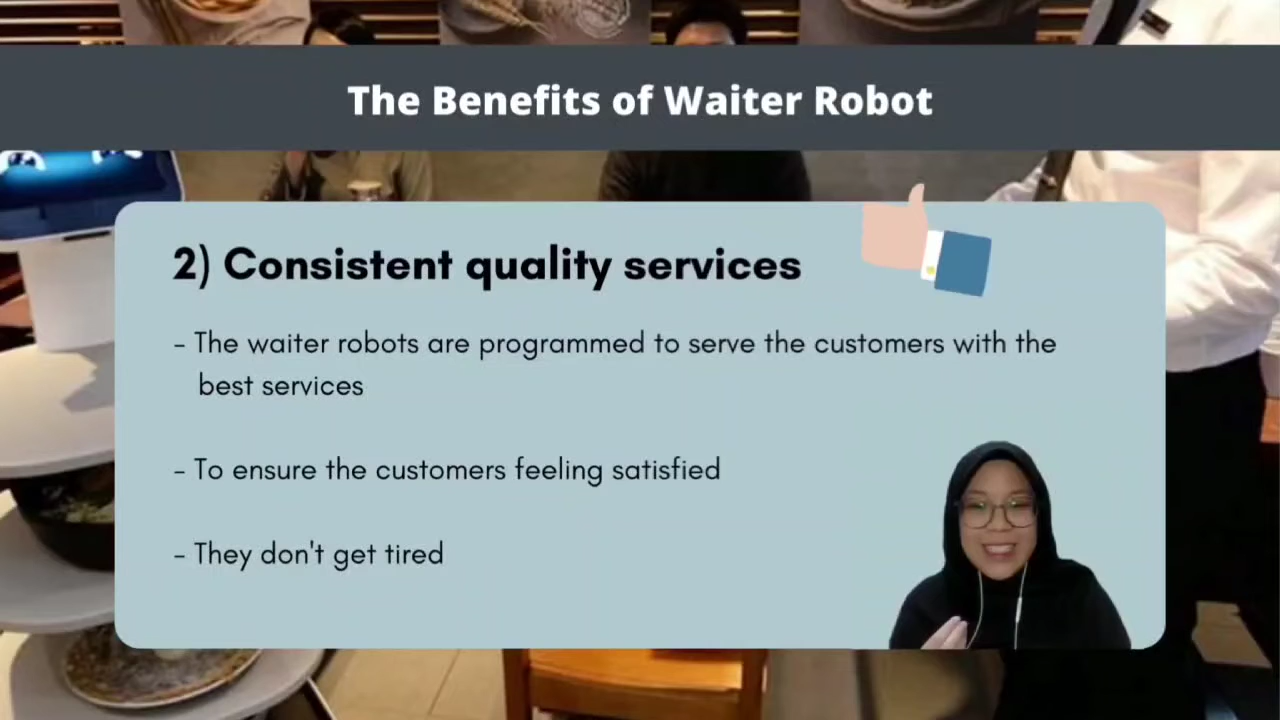 The Benefits of Waiter Robot
2) Consistent quality services
- The waiter robots are programmed to serve the customers with the
best services
- To ensure the customers feeling satisfied
- They don't get tired